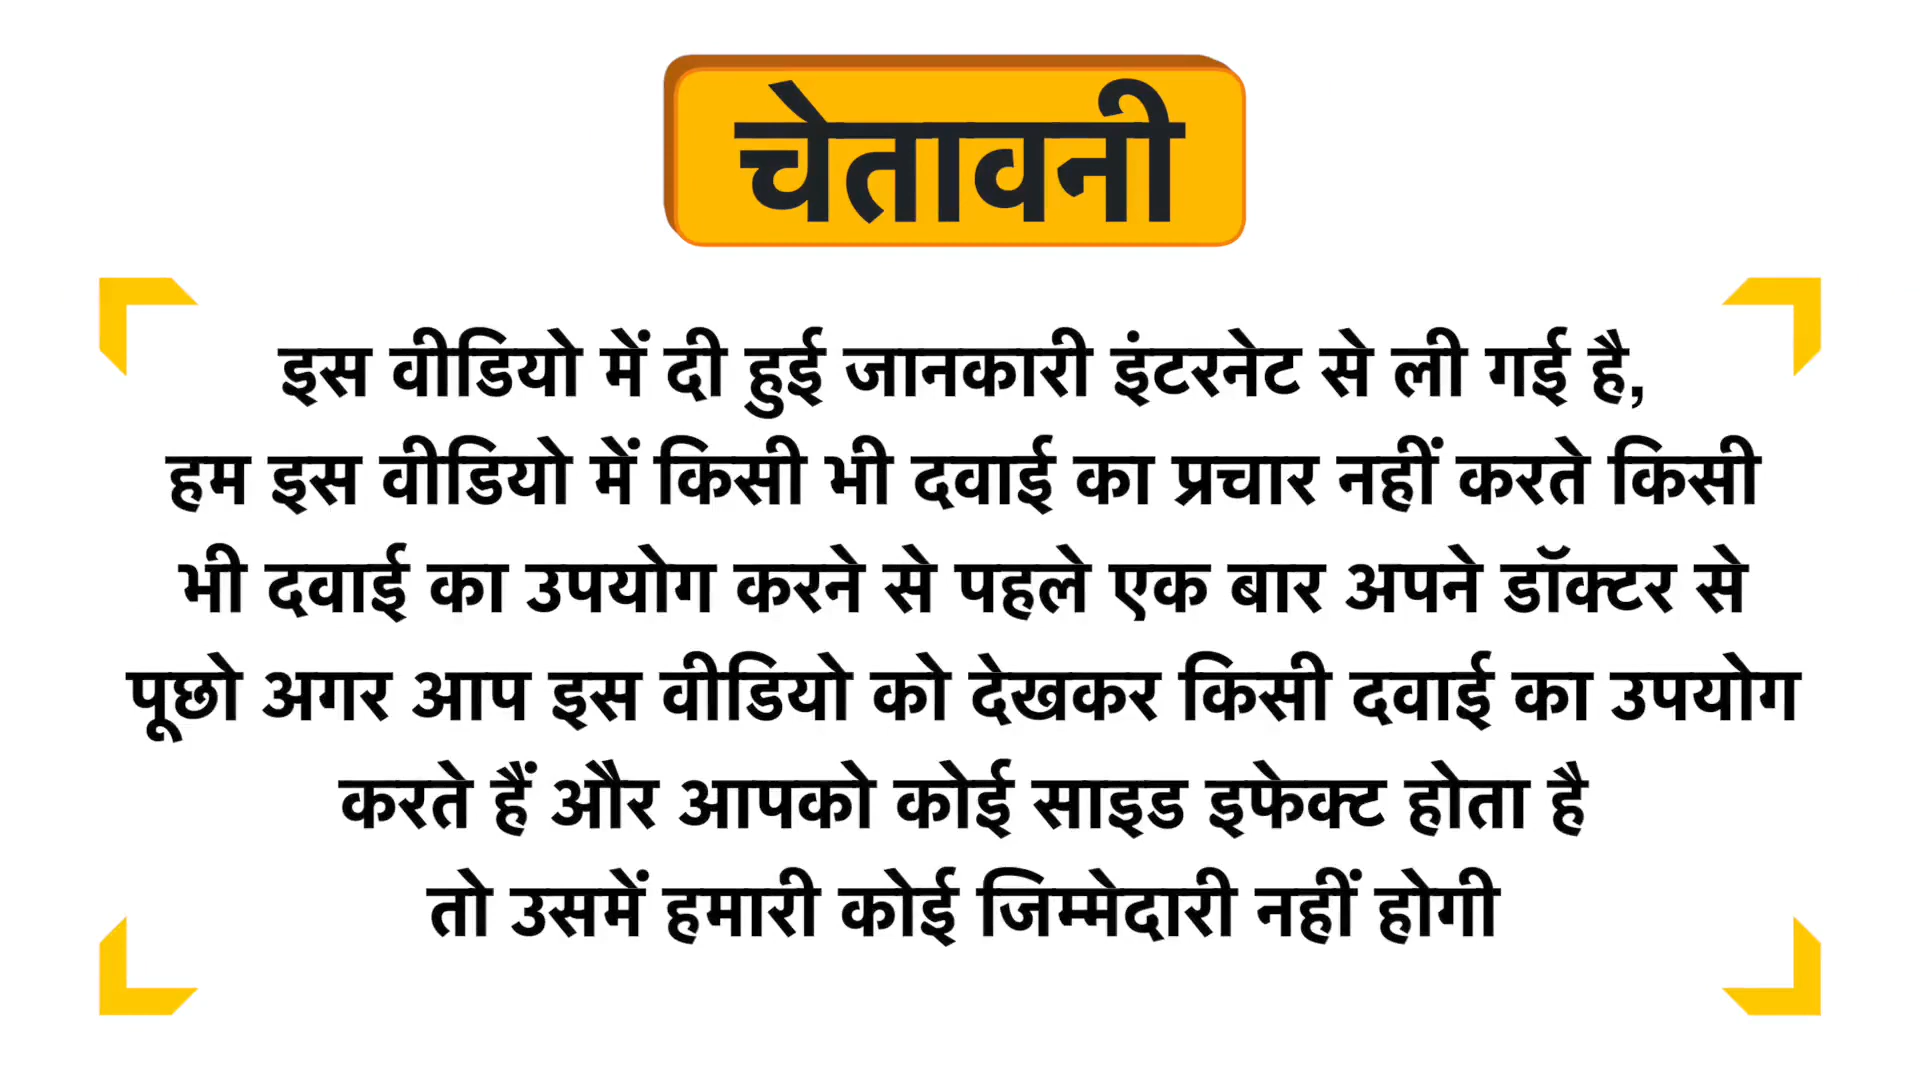 चेतावनी
इस वीडियो में दी हुई जानकारी इंटरनेट से ली गई है,
हम इस वीडियो में किसी भी दवाई का प्रचार नहीं करते किसी
भी दवाई का उपयोग करने से पहले एक बार अपने डॉक्टर से
पूछो अगर आप इस वीडियो को देखकर किसी दवाई का उपयोग
करते हैं और आपको कोई साइड इफेक्ट होता है
तो उसमें हमारी कोई जिम्मेदारी नहीं होगी